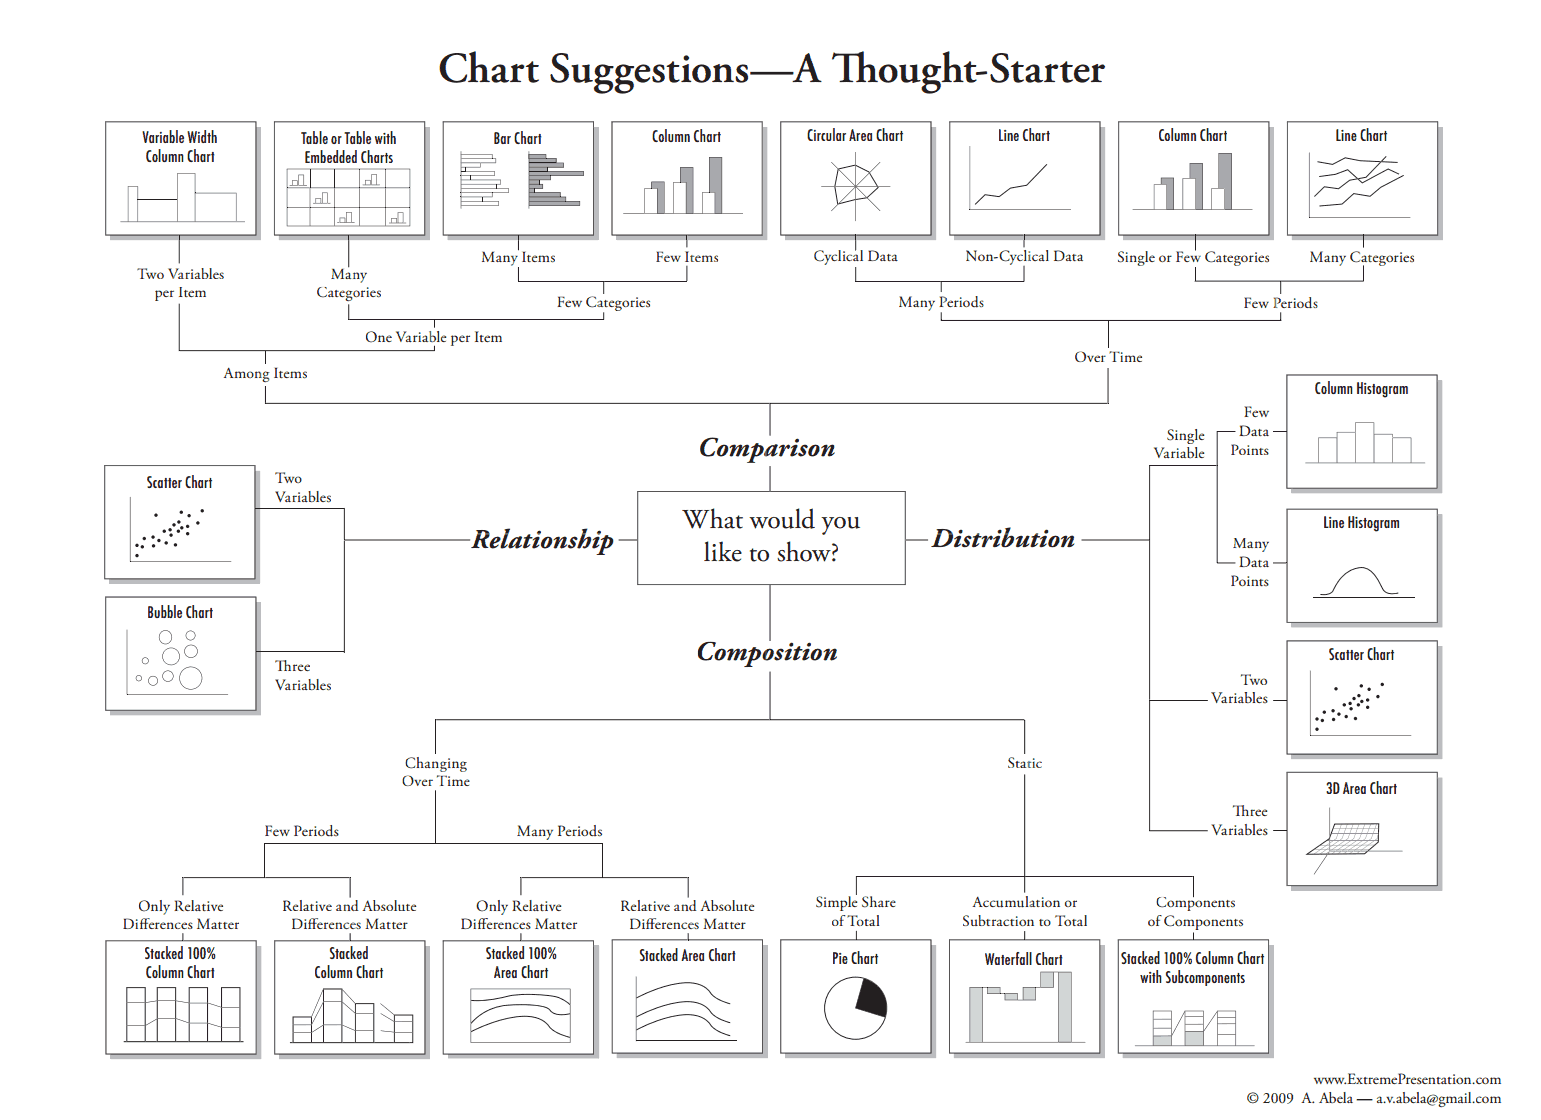 Chart Suggestions—A Thought-Starter
Variable Width
Column Chart
Table or Table with
Embedded Charts
Bar Chart
Column Chart
Circular Area Chart
Line Chart
Column Chart
Line Chart
Two Variables
per Item
Many
Categories
Many Items
Few Items
Cyclical Data
Non-Cyclical Data
Single or Few Categories
Many Categories
Few Categories
Many Periods
Few Periods
One Variable per Item
Among Items
Over Time
Comparison
What would you
like to show?
Relationship
Two
Variables
Scatter Chart
Three
Variables
Bubble Chart
Distribution
Single
Variable
Few
Data
Points
Column Histogram
Many
Data
Points
Line Histogram
Two
Variables
Scatter Chart
Three
Variables
3D Area Chart
Composition
Changing
Over Time
Static
Few Periods
Many Periods
Only Relative
Differences Matter
Relative and Absolute
Differences Matter
Only Relative
Differences Matter
Relative and Absolute
Differences Matter
Simple Share
of Total
Accumulation or
Subtraction to Total
Components
of Components
Stacked 100%
Column Chart
Stacked
Column Chart
Stacked 100%
Area Chart
Stacked Area Chart
Pie Chart
Waterfall Chart
Stacked 100% Column Chart
with Subcomponents
www.ExtremePresentation.com
© 2009 A. Abela — a.v.abela@gmail.com